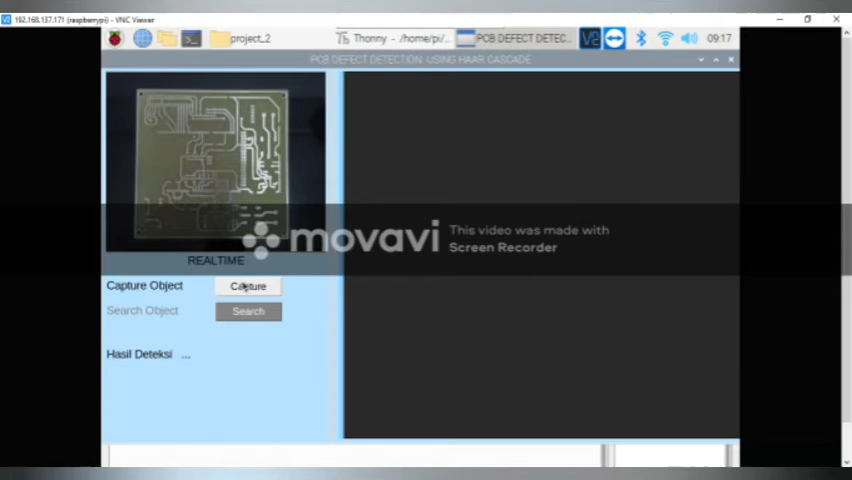 192.168.137.171 (raspberrypi) - VNC Viewer
project_2
Thonny - /home/pi/...
PCB DEFECT DETEC...
09:17
PCB DEFECT DETECTION USING HAAR CASCADE
movavi
This video was made with
Screen Recorder
REALTIME
Capture Object
Capture
Search Object
Search
Hasil Deteksi ...